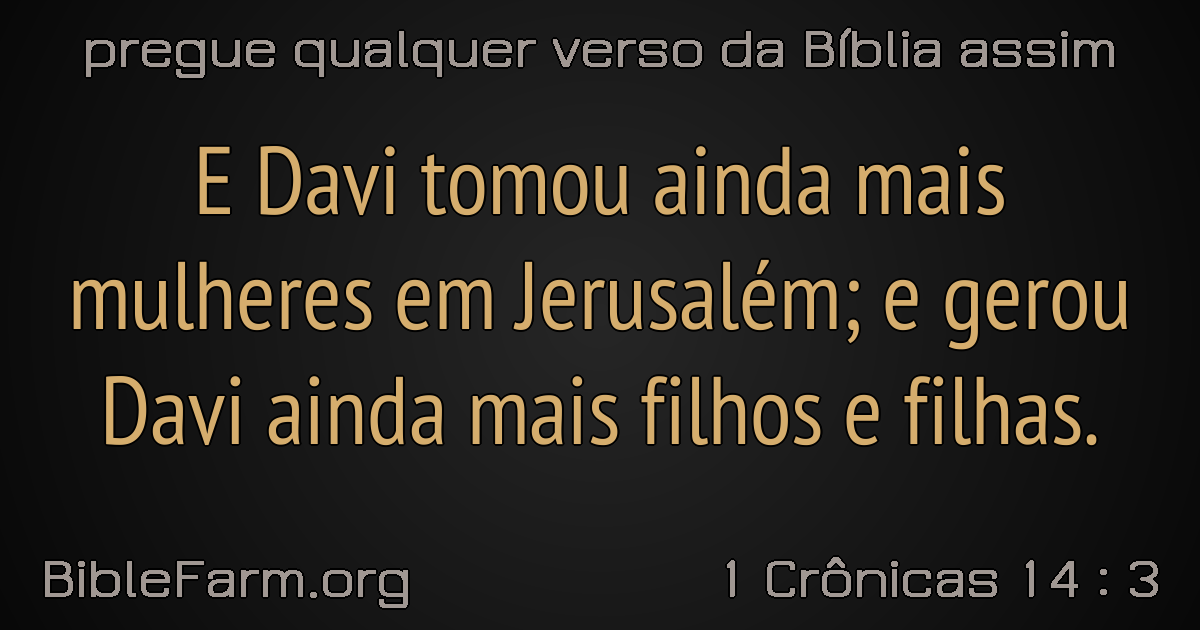 pregue qualquer verso da Bíblia assim
E Davi tomou ainda mais
mulheres em Jerusalém; e gerou
Davi ainda mais filhos e filhas.
BibleFarm.org
1 Crônicas 14 : 3